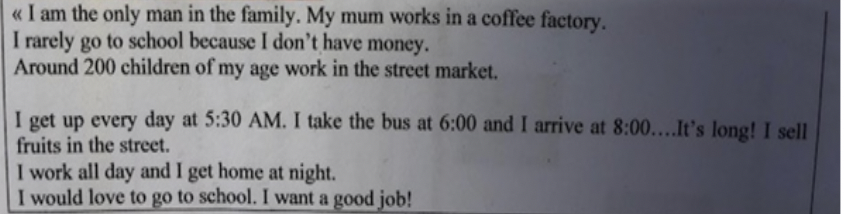 « I am the only man in the family. My mum works in a coffee factory.
I rarely go to school because I don't have money.
Around 200 children of my age work in the street market.
I get up every day at 5:30 AM. I take the bus at 6:00 and I arrive at 8:00….It's long! I sell
fruits in the street.
I work all day and I get home at night.
I would love to go to school. I want a good job!